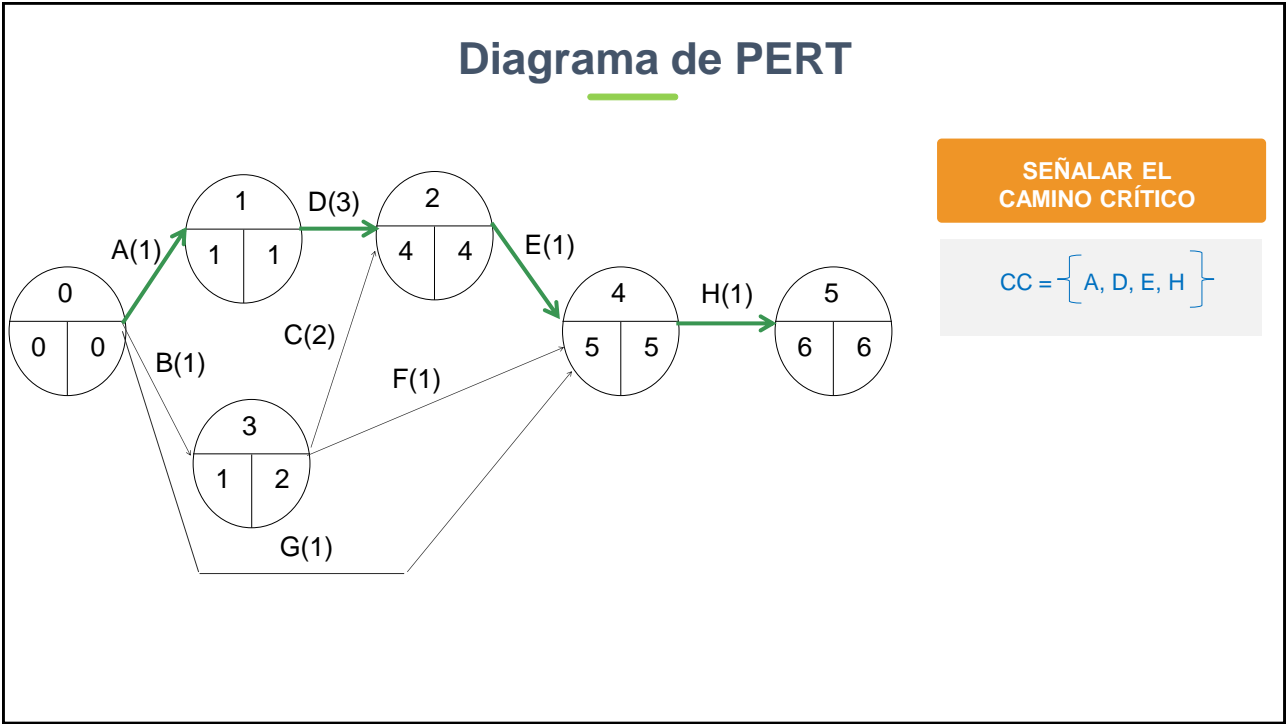 Diagrama de PERT
SEÑALAR EL
CAMINO CRÍTICO
CC = { A, D, E, H }
1
1 1
D(3)
2
4 4
A(1)
E(1)
0
0 0
4
5 5
H(1)
5
6 6
C(2)
B(1)
F(1)
3
1 2
G(1)